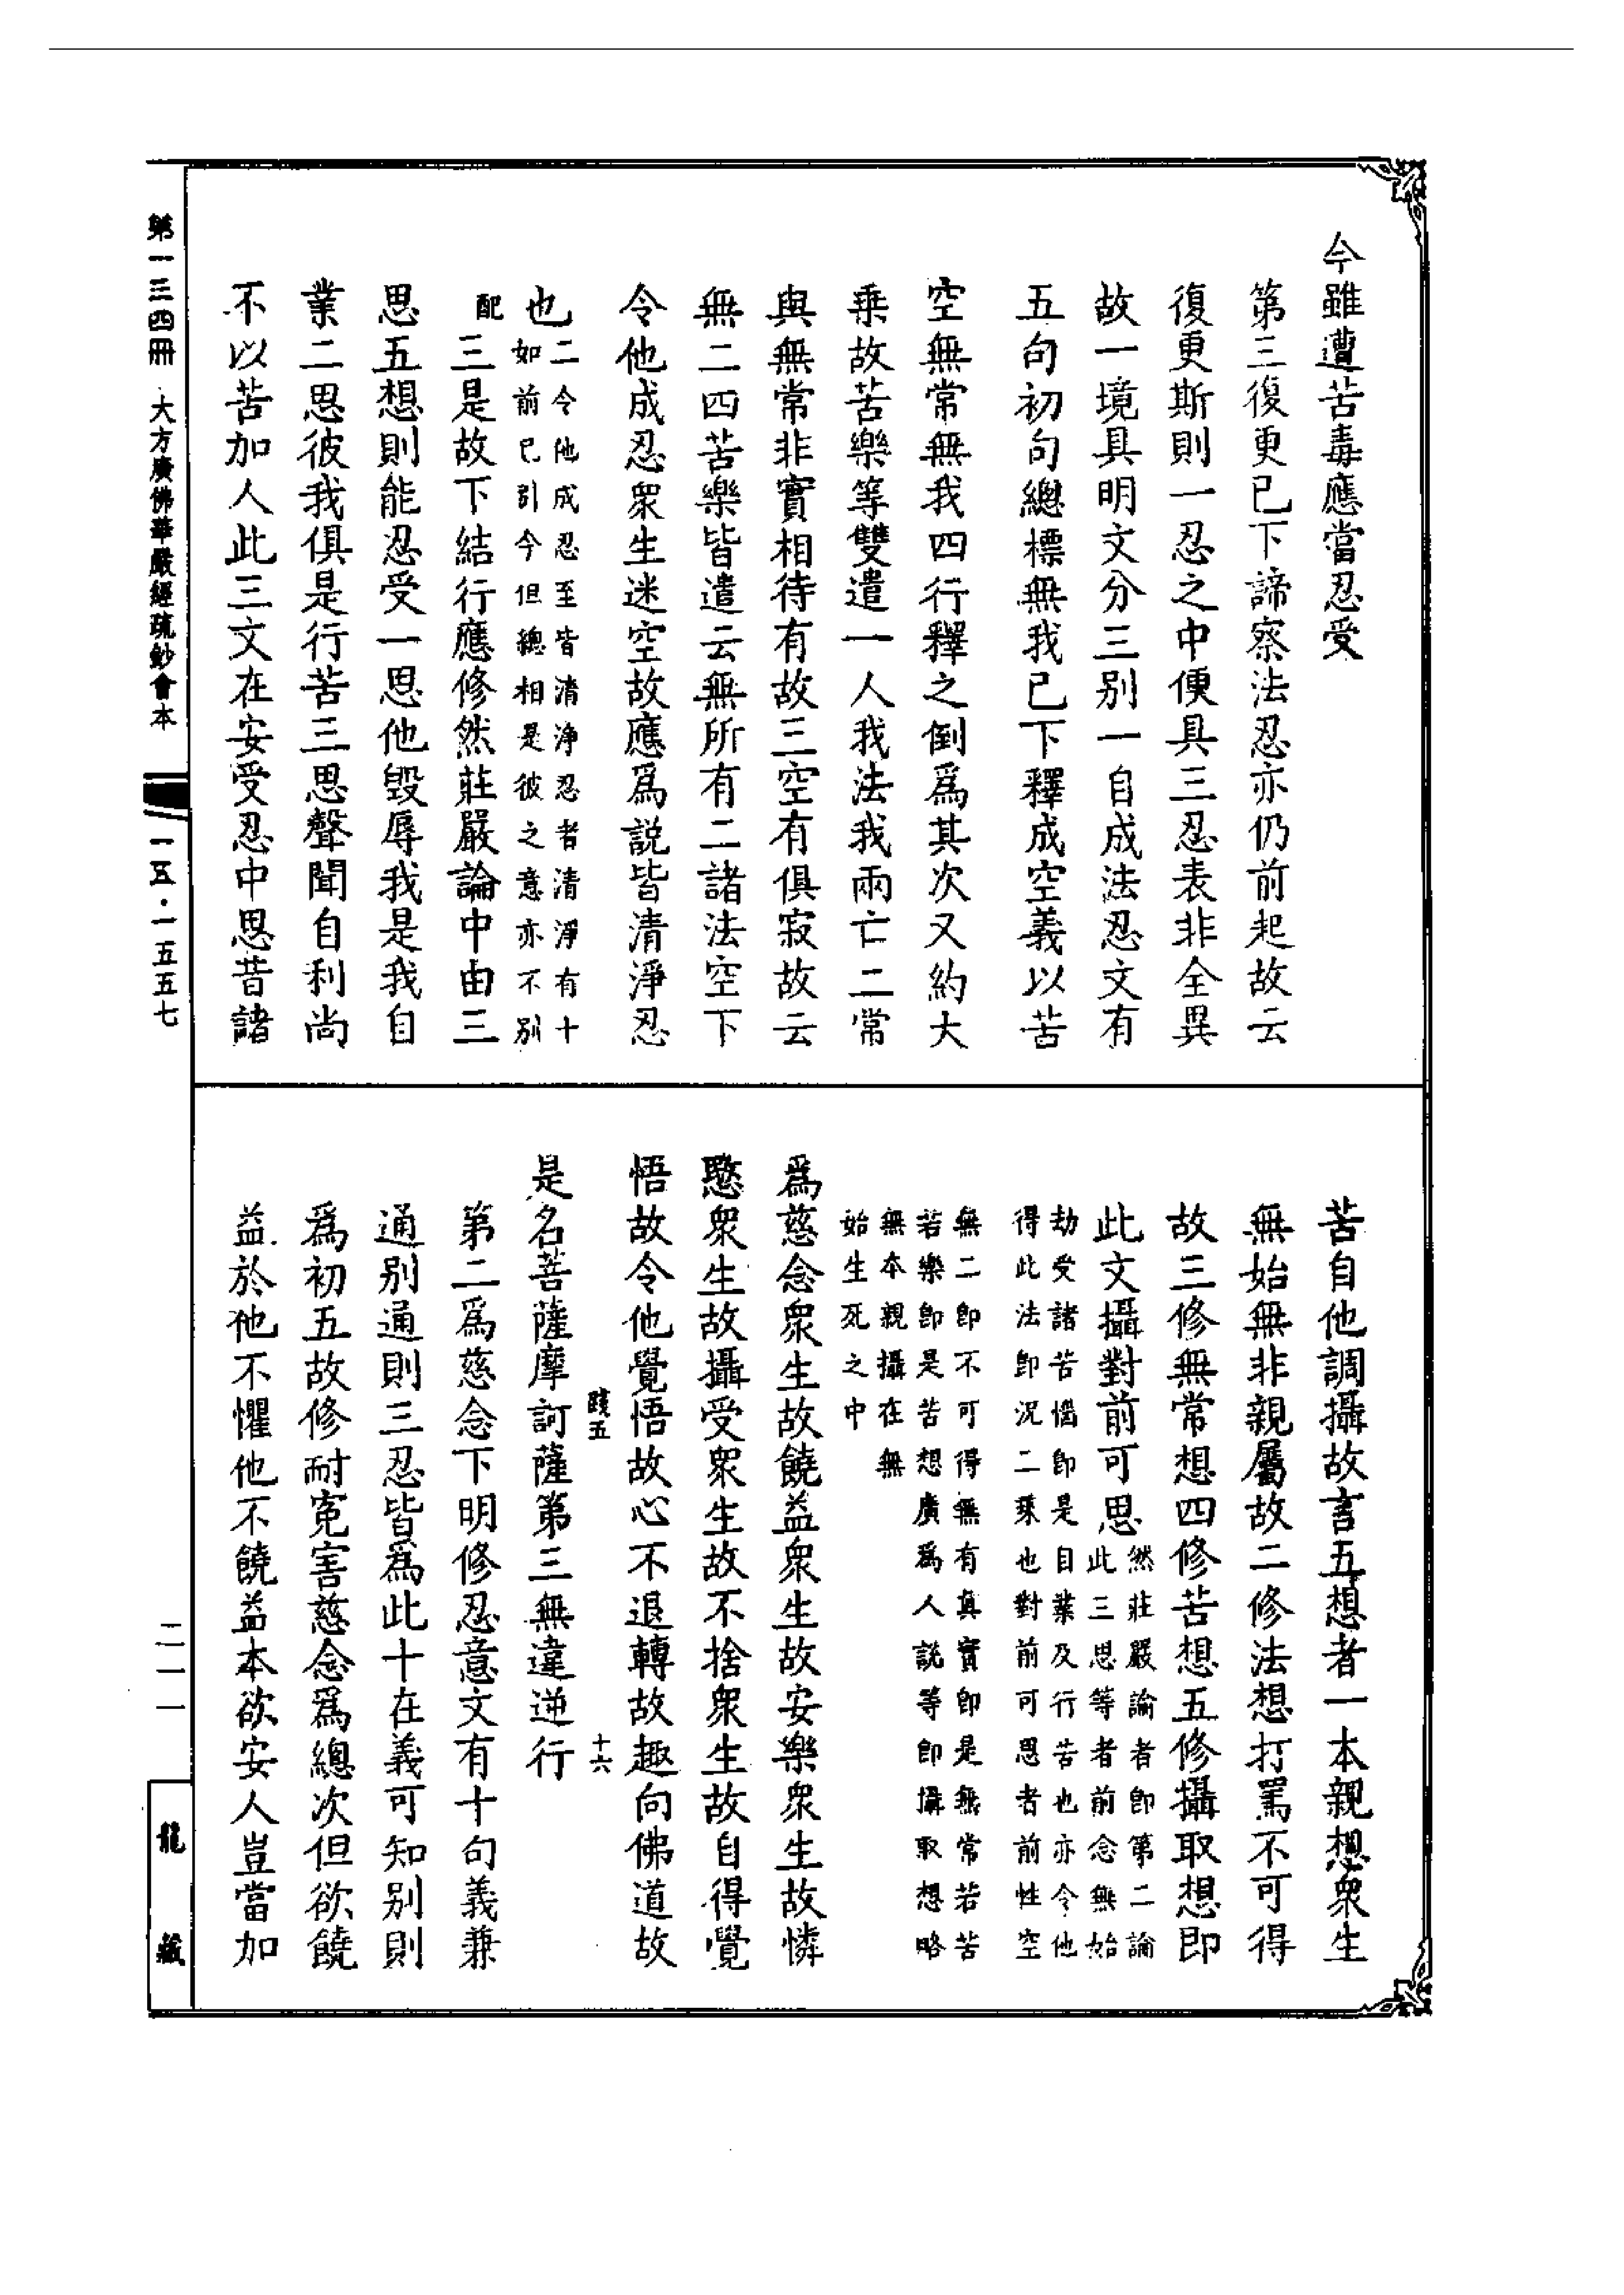 今雖遭苦毒應當忍受
第三復更已下諦察法忍亦仍前起故云
復更斯則一忍之中便具三忍表非全異
故一境具明文分三別一自成法忍文有
五句初句總標無我已下釋成空義以苦
空無常無我四行釋之倒爲其次又約大
乘故苦樂等雙遣一人我法我兩亡二常
與無常非實相待有故三空有俱寂故云
無二四苦樂皆遣云無所有二諸法空下
令他成忍衆生迷空故應爲説皆清淨忍
也
二令他成忍至皆清淨忍者清淨有十
如前已引今但總相是彼之意亦不別
配
三是故下結行應修然莊嚴論中由三
思五想則能忍受一思他毀辱我是我自
業二思彼我俱是行苦三思聲聞自利尚
不以苦加人此三文在安受忍中思昔諸
苦自他調攝故言五想者一本親想衆生
無始無非親屬故二修法想打罵不可得
故三修無常想四修苦想五修攝取想即
此文攝對前可思
然莊嚴論者即第二論
此三思等者前念無始
劫受諸苦惱即是自業及行苦也亦令他
得此法即況二乘也對前可思者前性空
無二即不可得無有真實即是無常若苦
若樂即是苦想廣爲人説等即攝取想略
無本親攝在無
始生死之中
爲慈念衆生故饒益衆生故安樂衆生故憐
愍衆生故攝受衆生故不捨衆生故自得覺
悟故令他覺悟故心不退轉故趣向佛道故
踐五
十六
是名菩薩摩訶薩第三無違逆行
第二爲慈念下明修忍意文有十句義兼
通別通則三忍皆爲此十在義可知別則
爲初五故修耐冤害慈念爲總次但欲饒
益於他不懼他不饒益本欲安人豈當加
第一三四冊
大方廣佛華嚴經疏鈔會本
一五·一五五七
二一一
龍藏